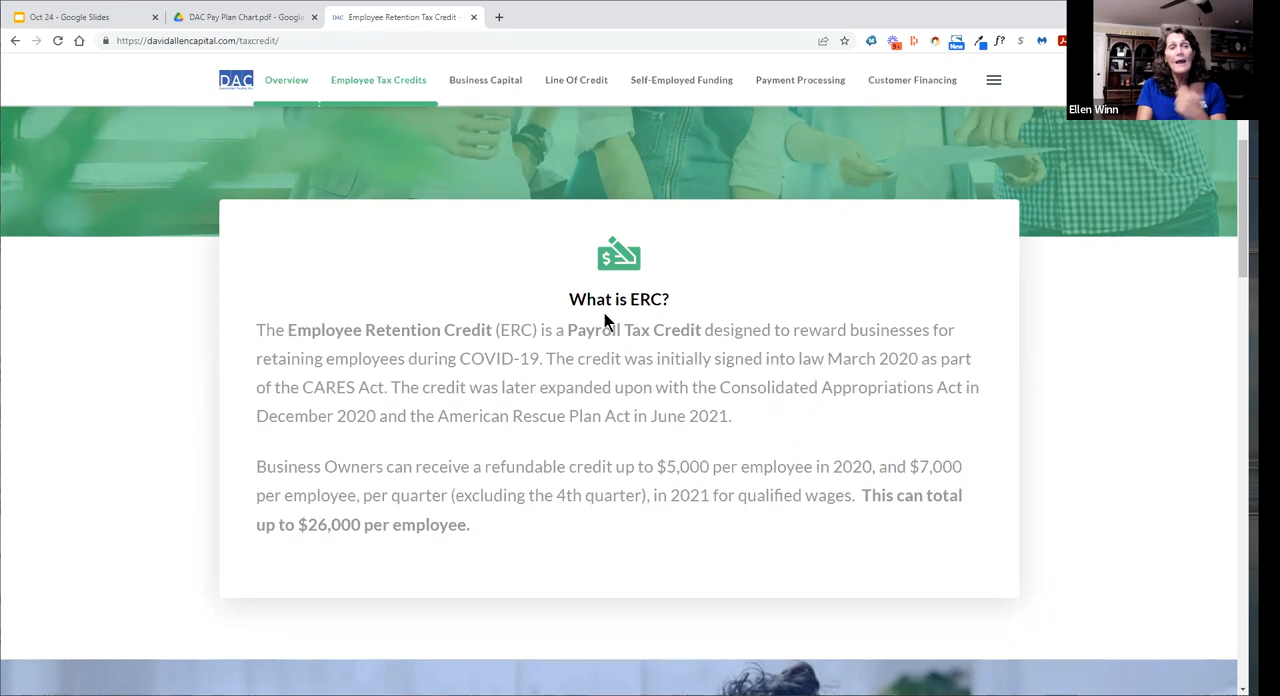 Oct 24 - Google Slides
DAC Pay Plan Chart.pdf - Google
Employee Retention Tax Credit -
https://davidallencapital.com/taxcredit/
9+
New
f?
S
Ellen Winn
DAC
Overview
Employee Tax Credits
Business Capital
Line Of Credit
Self-Employed Funding
Payment Processing
Customer Financing
$
What is ERC?
The Employee Retention Credit (ERC) is a Payroll Tax Credit designed to reward businesses for
retaining employees during COVID-19. The credit was initially signed into law March 2020 as part
of the CARES Act. The credit was later expanded upon with the Consolidated Appropriations Act in
December 2020 and the American Rescue Plan Act in June 2021.
Business Owners can receive a refundable credit up to $5,000 per employee in 2020, and $7,000
per employee, per quarter (excluding the 4th quarter), in 2021 for qualified wages. This can total
up to $26,000 per employee.